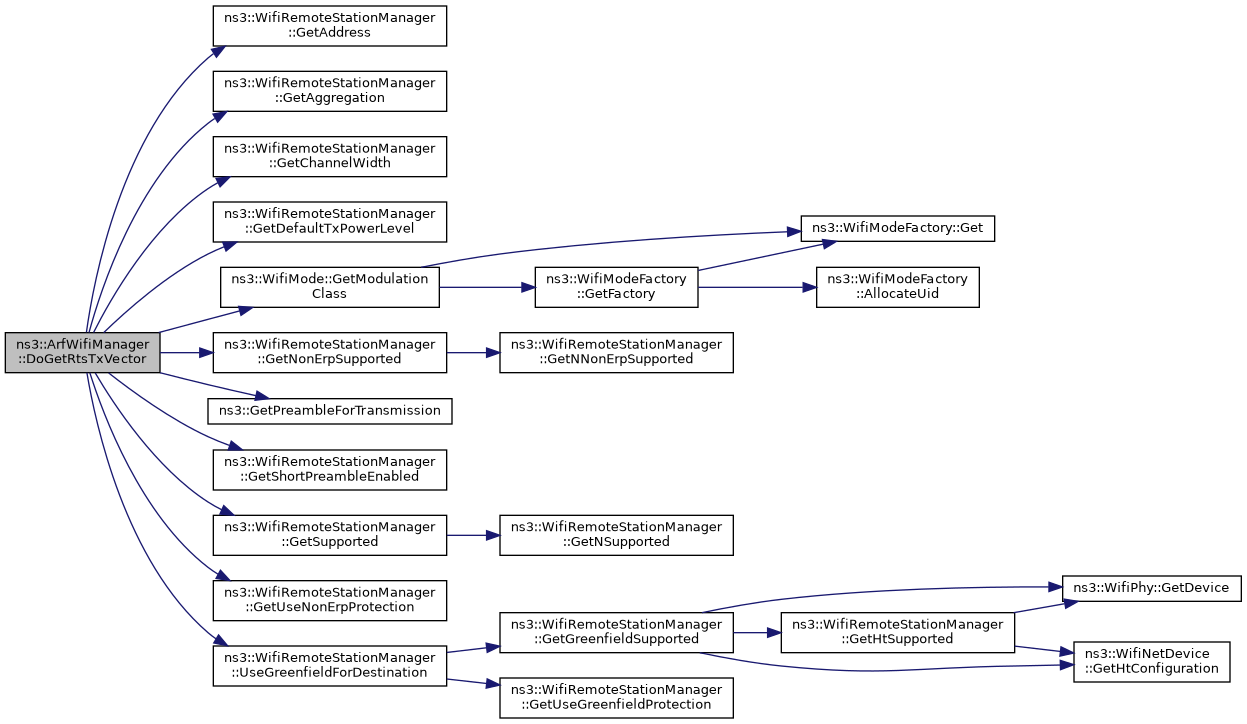 ns3::WifiRemoteStationManager
::GetAddress
ns3::WifiRemoteStationManager
::GetAggregation
ns3::WifiRemoteStationManager
::GetChannelWidth
ns3::WifiRemoteStationManager
::GetDefaultTxPowerLevel
ns3::WifiModeFactory::Get
ns3::WifiMode::GetModulation
Class
ns3::WifiModeFactory
::GetFactory
ns3::WifiModeFactory
::AllocateUid
ns3::ArfWifiManager
::DoGetRtsTxVector
ns3::WifiRemoteStationManager
::GetNonErpSupported
ns3::WifiRemoteStationManager
::GetNNonErpSupported
ns3::GetPreambleForTransmission
ns3::WifiRemoteStationManager
::GetShortPreambleEnabled
ns3::WifiRemoteStationManager
::GetSupported
ns3::WifiRemoteStationManager
::GetNSupported
ns3::WifiRemoteStationManager
::GetUseNonErpProtection
ns3::WifiPhy::GetDevice
ns3::WifiRemoteStationManager
::GetGreenfieldSupported
ns3::WifiRemoteStationManager
::GetHtSupported
ns3::WifiNetDevice
::GetHtConfiguration
ns3::WifiRemoteStationManager
::UseGreenfieldForDestination
ns3::WifiRemoteStationManager
::GetUseGreenfieldProtection